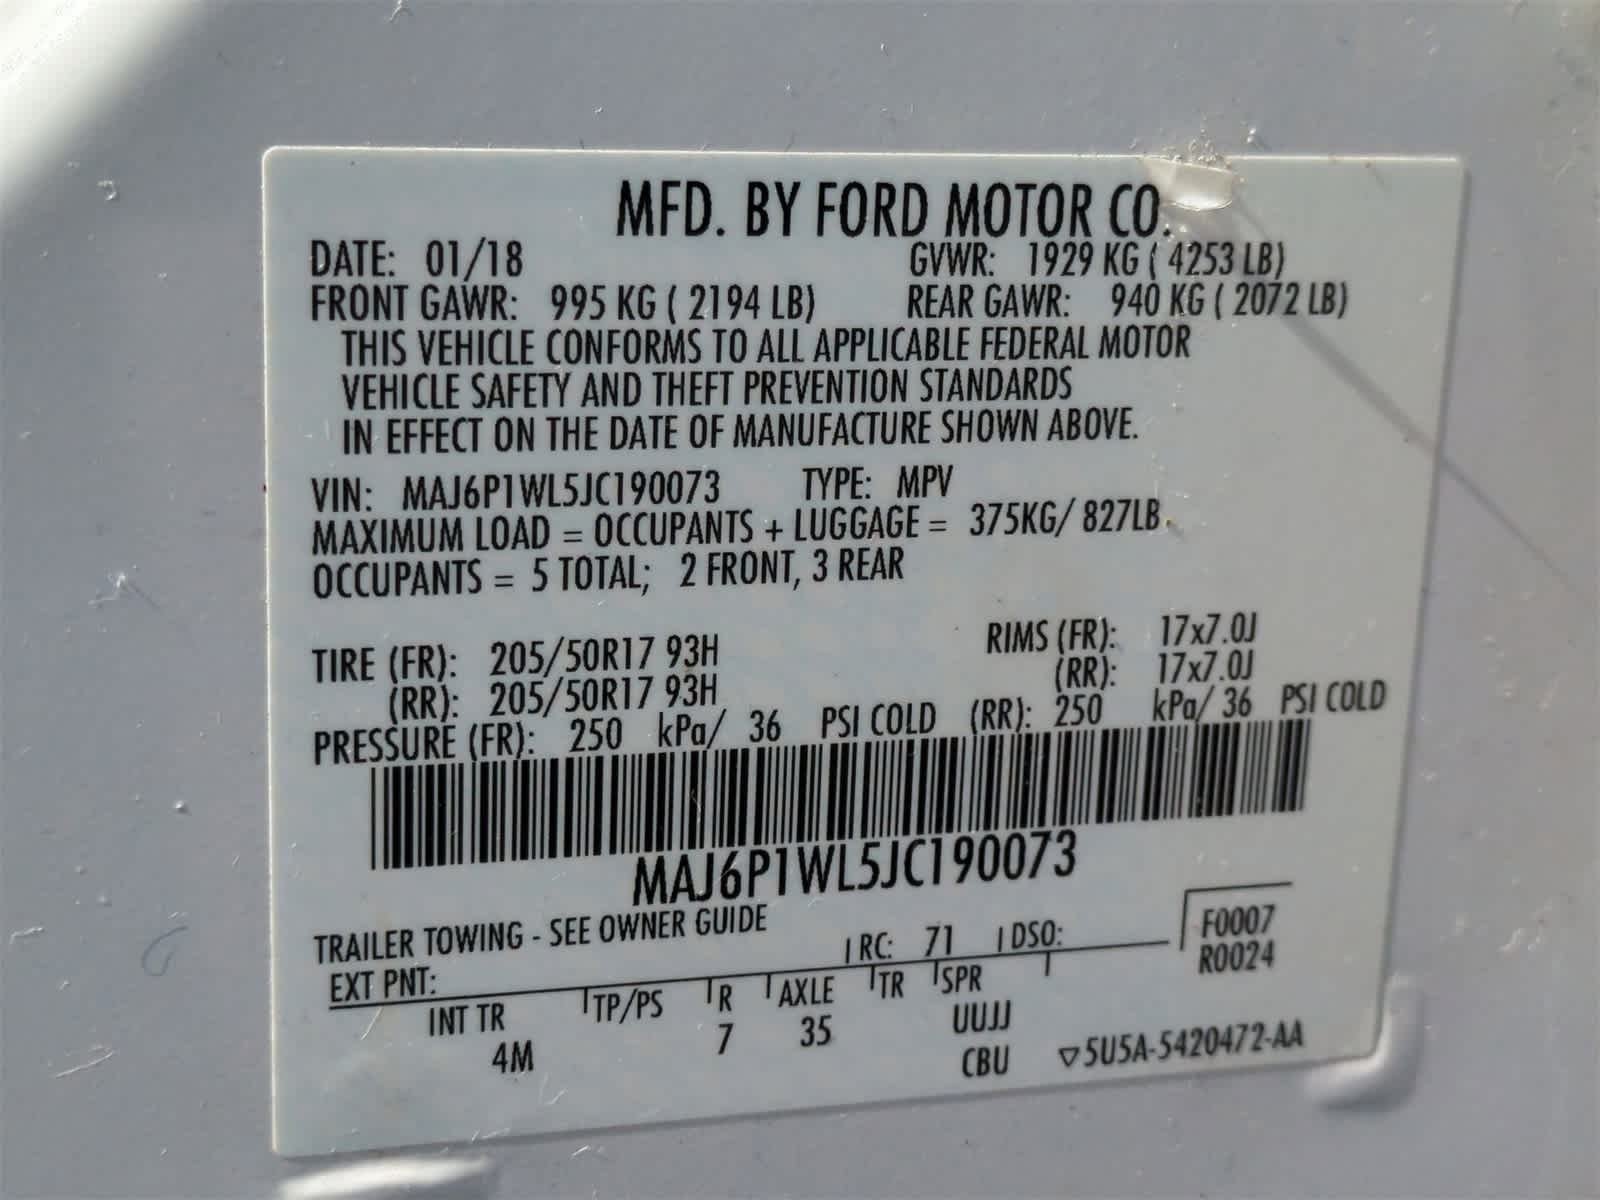 MFD. BY FORD MOTOR CO.
DATE: 01/18 GVWR: 1929 KG ( 4253 LB)
FRONT GAWR: 995 KG ( 2194 LB) REAR GAWR: 940 KG ( 2072 LB)
THIS VEHICLE CONFORMS TO ALL APPLICABLE FEDERAL MOTOR
VEHICLE SAFETY AND THEFT PREVENTION STANDARDS
IN EFFECT ON THE DATE OF MANUFACTURE SHOWN ABOVE.
VIN: MAJ6P1WL5JC190073 TYPE: MPV
MAXIMUM LOAD = OCCUPANTS + LUGGAGE = 375KG/ 827LB
OCCUPANTS = 5 TOTAL; 2 FRONT, 3 REAR
TIRE (FR): 205/50R17 93H RIMS (FR): 17x7.0J
(RR): 205/50R17 93H (RR): 17x7.0J
PRESSURE (FR): 250 kPa/ 36 PSI COLD (RR): 250 kPa/ 36 PSI COLD
MAJ6P1WL5JC190073
TRAILER TOWING - SEE OWNER GUIDE
EXT PNT: RC: 71 DSO: F0007
R0024
INT TR TP/PS R AXLE TR SPR
4M 7 35 UUJJ
CBU ▽5U5A-5420472-AA